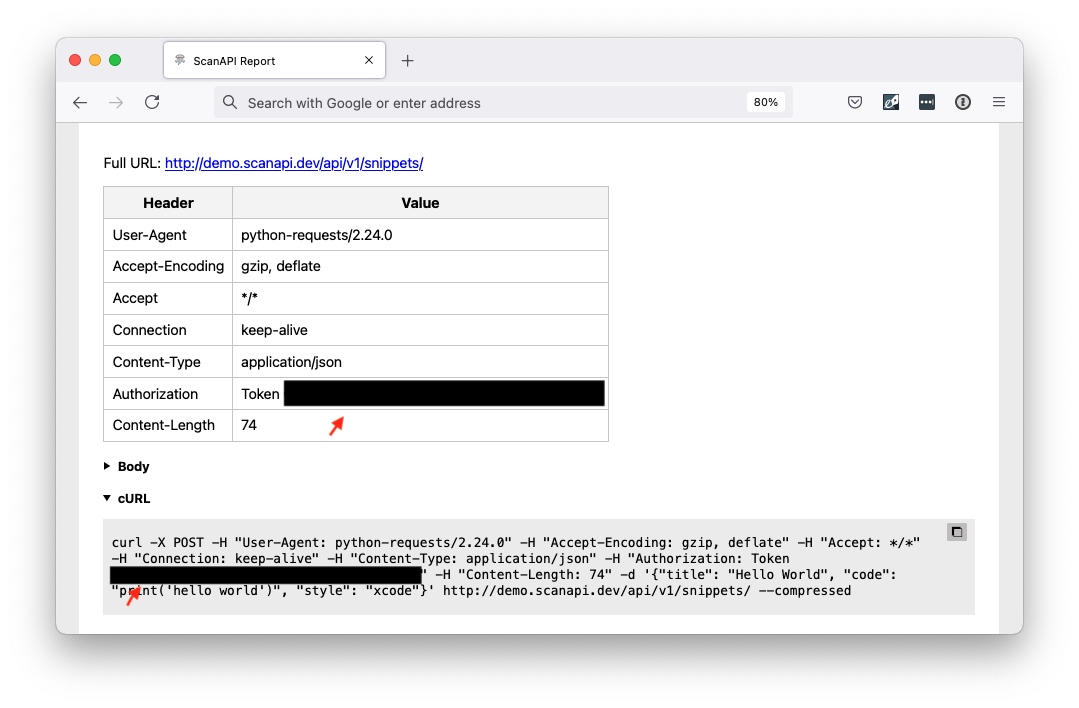 ScanAPI Report
Search with Google or enter address
80%
Full URL: http://demo.scanapi.dev/api/v1/snippets/
Header Value
User-Agent python-requests/2.24.0
Accept-Encoding gzip, deflate
Accept */*
Connection keep-alive
Content-Type application/json
Authorization Token
Content-Length 74
Body
cURL
curl -X POST -H "User-Agent: python-requests/2.24.0" -H "Accept-Encoding: gzip, deflate" -H "Accept: */*"
-H "Connection: keep-alive" -H "Content-Type: application/json" -H "Authorization: Token
" -H "Content-Length: 74" -d '{"title": "Hello World", "code":
"print('hello world')", "style": "xcode"}' http://demo.scanapi.dev/api/v1/snippets/ --compressed